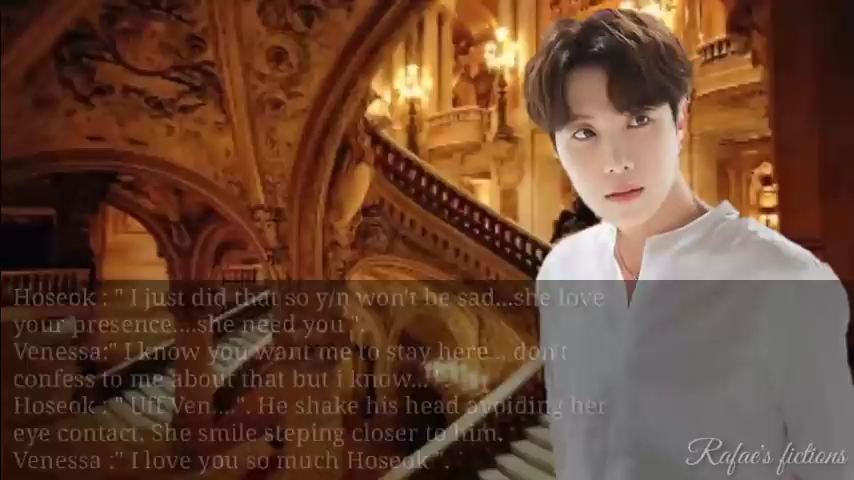 Hoseok : " I just did that so y/n won't be sad...she love
your presence....she need you ".
Venessa:" I know you want me to stay here... don't
confess to me about that but i know..."
Hoseok : " Uff Ven....". He shake his head avoiding her
eye contact. She smile steping closer to him.
Venessa :" I love you so much Hoseok ".
Rafae's fictions